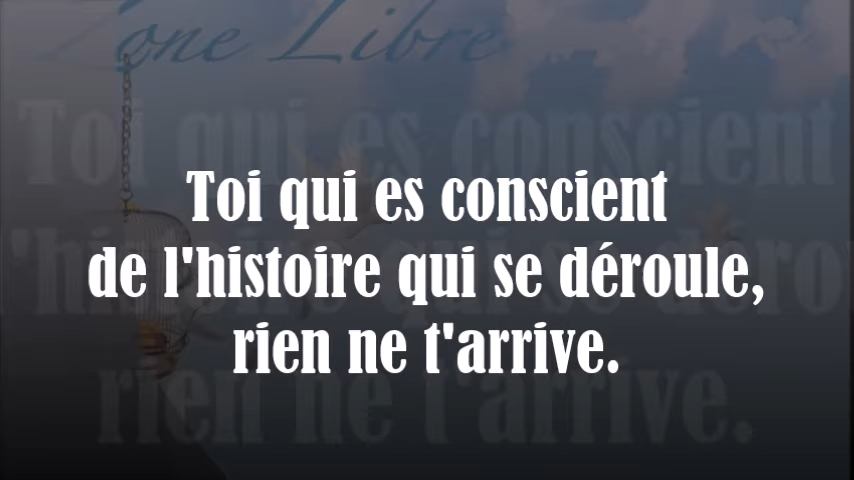 Zone Libre
Toi qui es conscient
de l'histoire qui se déroule,
rien ne t'arrive.